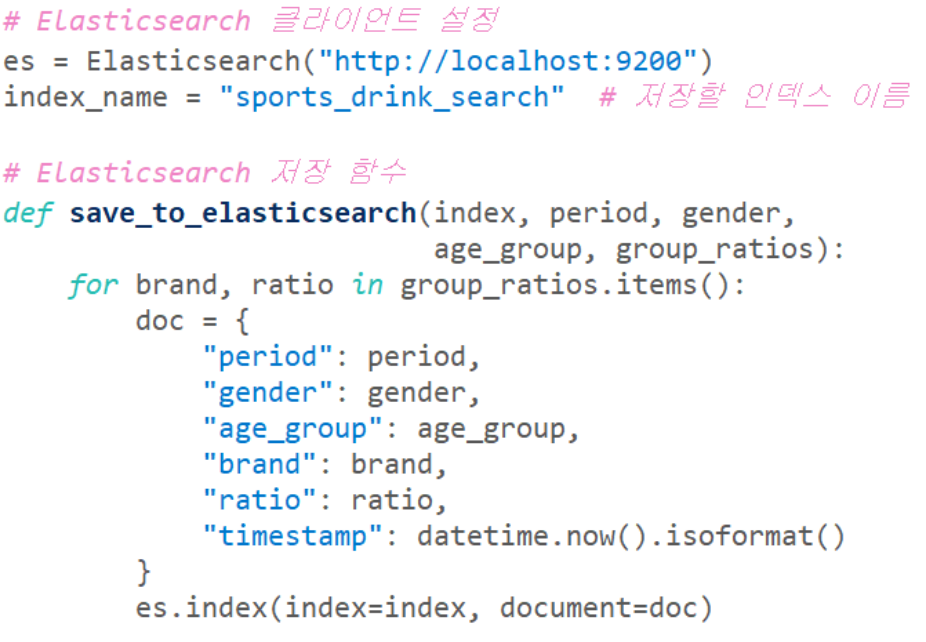 # Elasticsearch 클라이언트 설정
es = Elasticsearch("http://localhost:9200")
index_name = "sports_drink_search"  # 저장할 인덱스 이름

# Elasticsearch 저장 함수
def save_to_elasticsearch(index, period, gender,
                          age_group, group_ratios):
    for brand, ratio in group_ratios.items():
        doc = {
            "period": period,
            "gender": gender,
            "age_group": age_group,
            "brand": brand,
            "ratio": ratio,
            "timestamp": datetime.now().isoformat()
        }
        es.index(index=index, document=doc)